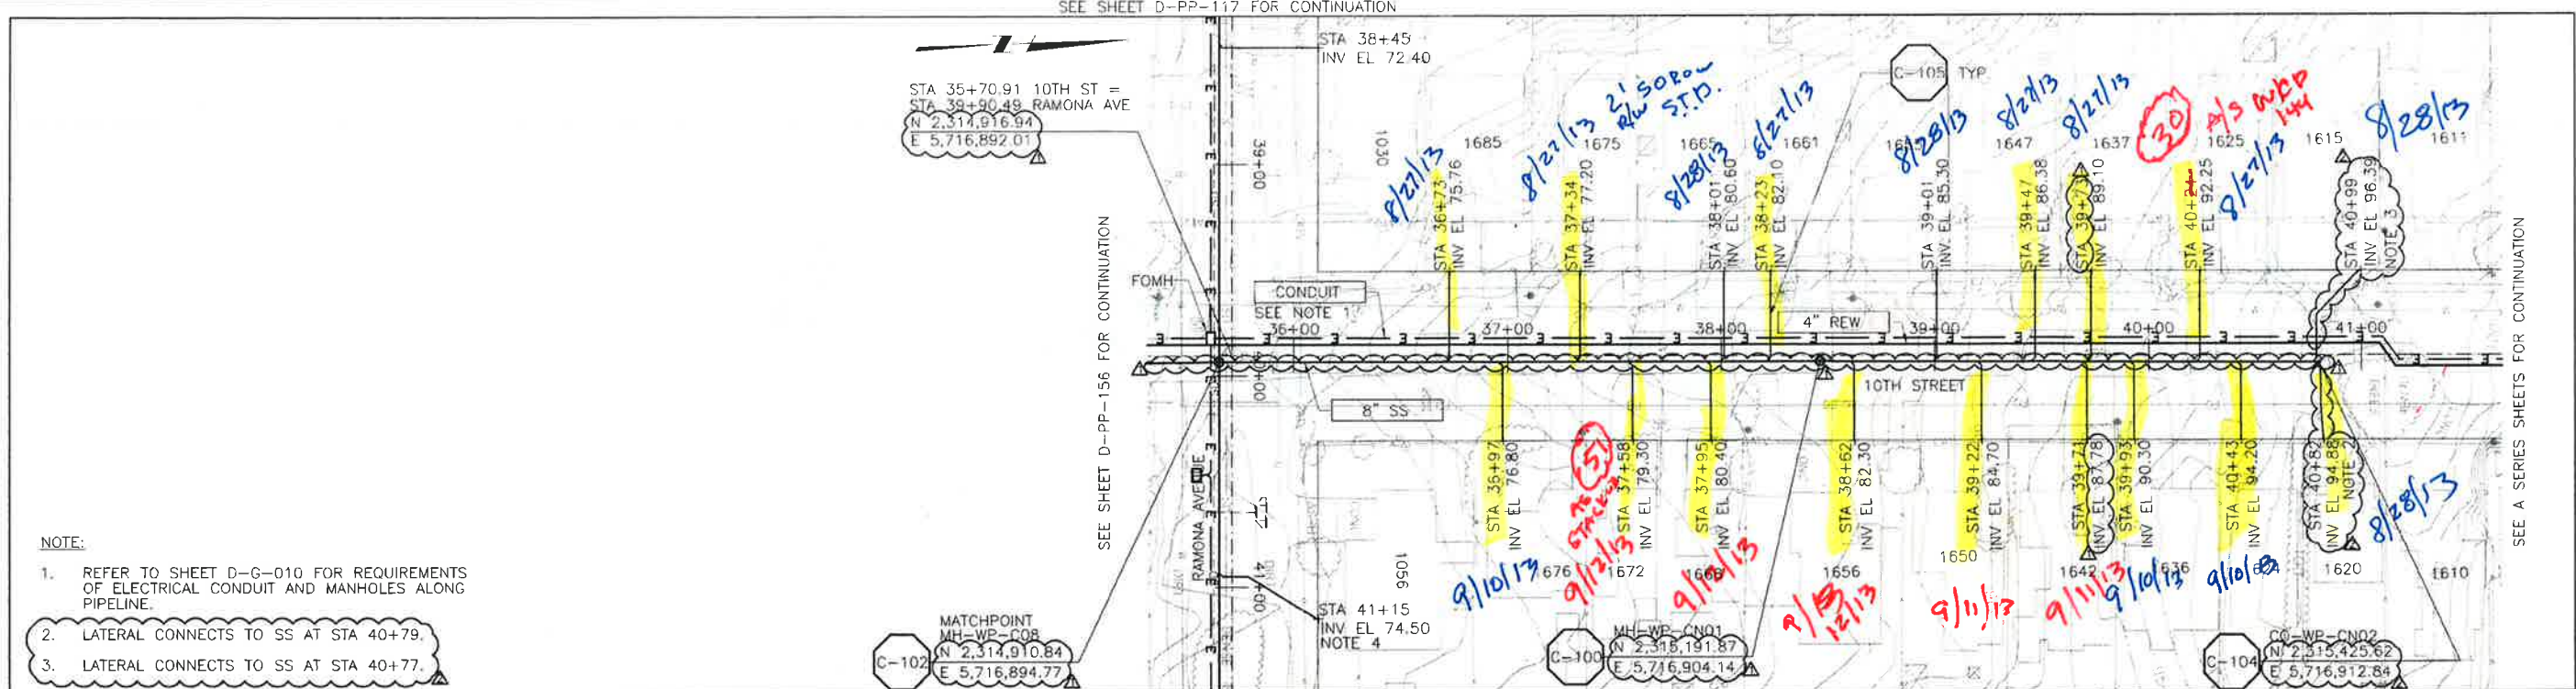 SEE SHEET D-PP-117 FOR CONTINUATION
STA 38+45
INV EL 72.40
STA 35+70.91 10TH ST =
STA 39+90.49 RAMONA AVE
N 2,314,916.94
E 5,716,892.01
C-105 TYP
2' SOROW
R/W S.T.D.
8/27/13
8/27/13
8/28/13
8/27/13
8/28/13
8/27/13
8/27/13
30
A/S
144
8/27/13
8/28/13
1030
1685
1675
1665
1661
1647
1637
1625
1615
1611
39+00
STA 36+73
INV EL 75.76
STA 37+34
INV EL 77.20
STA 38+01
INV EL 80.60
STA 38+23
INV EL 82.10
STA 39+01
INV EL 85.30
STA 39+47
INV EL 86.38
STA 39+73
INV EL 89.10
INV EL 92.25
STA 40+99
INV EL 96.39
NOTE 3
SEE SHEET D-PP-156 FOR CONTINUATION
SEE A SERIES SHEETS FOR CONTINUATION
FOMH
CONDUIT
SEE NOTE 1
36+00
37+00
38+00
4" REW
39+00
40+00
41+00
40+00
10TH STREET
8" SS
RAMONA AVENUE
41+00
STA 36+97
INV EL 76.80
STA 37+58
INV EL 79.30
STA 37+95
INV EL 80.40
STA 38+62
INV EL 82.30
STA 39+22
INV EL 84.70
STA 39+71
INV EL 87.78
STA 39+93
INV EL 90.30
STA 40+43
INV EL 94.20
STA 40+82
INV EL 94.88
NOTE 2
51
STACKED
1056
1676
1672
1668
1656
1650
1642
1636
1620
1610
9/10/13
9/12/13
9/12/13
12/13
9/11/13
9/11/13
9/10/13
9/10/13
8/28/13
STA 41+15
INV EL 74.50
NOTE 4
NOTE:
1. REFER TO SHEET D-G-010 FOR REQUIREMENTS
OF ELECTRICAL CONDUIT AND MANHOLES ALONG
PIPELINE.
2. LATERAL CONNECTS TO SS AT STA 40+79.
3. LATERAL CONNECTS TO SS AT STA 40+77.
MATCHPOINT
MH-WP-C08
C-102
N 2,314,910.84
E 5,716,894.77
MH-WP-CN01
C-100
N 2,315,191.87
E 5,716,904.14
CO-WP-CN02
C-104
N 2,315,425.62
E 5,716,912.84